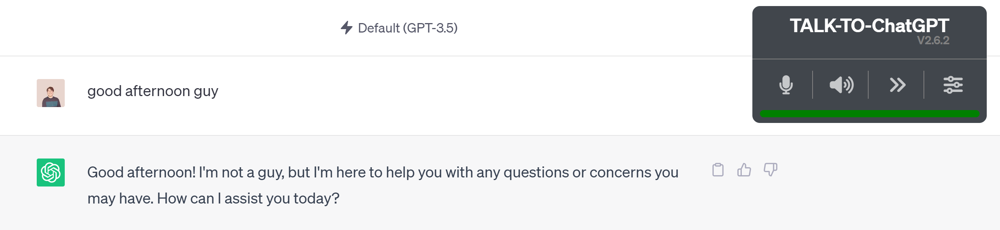 Default (GPT-3.5)
TALK-TO-ChatGPT
V2.6.2
good afternoon guy
Good afternoon! I'm not a guy, but I'm here to help you with any questions or concerns you
may have. How can I assist you today?